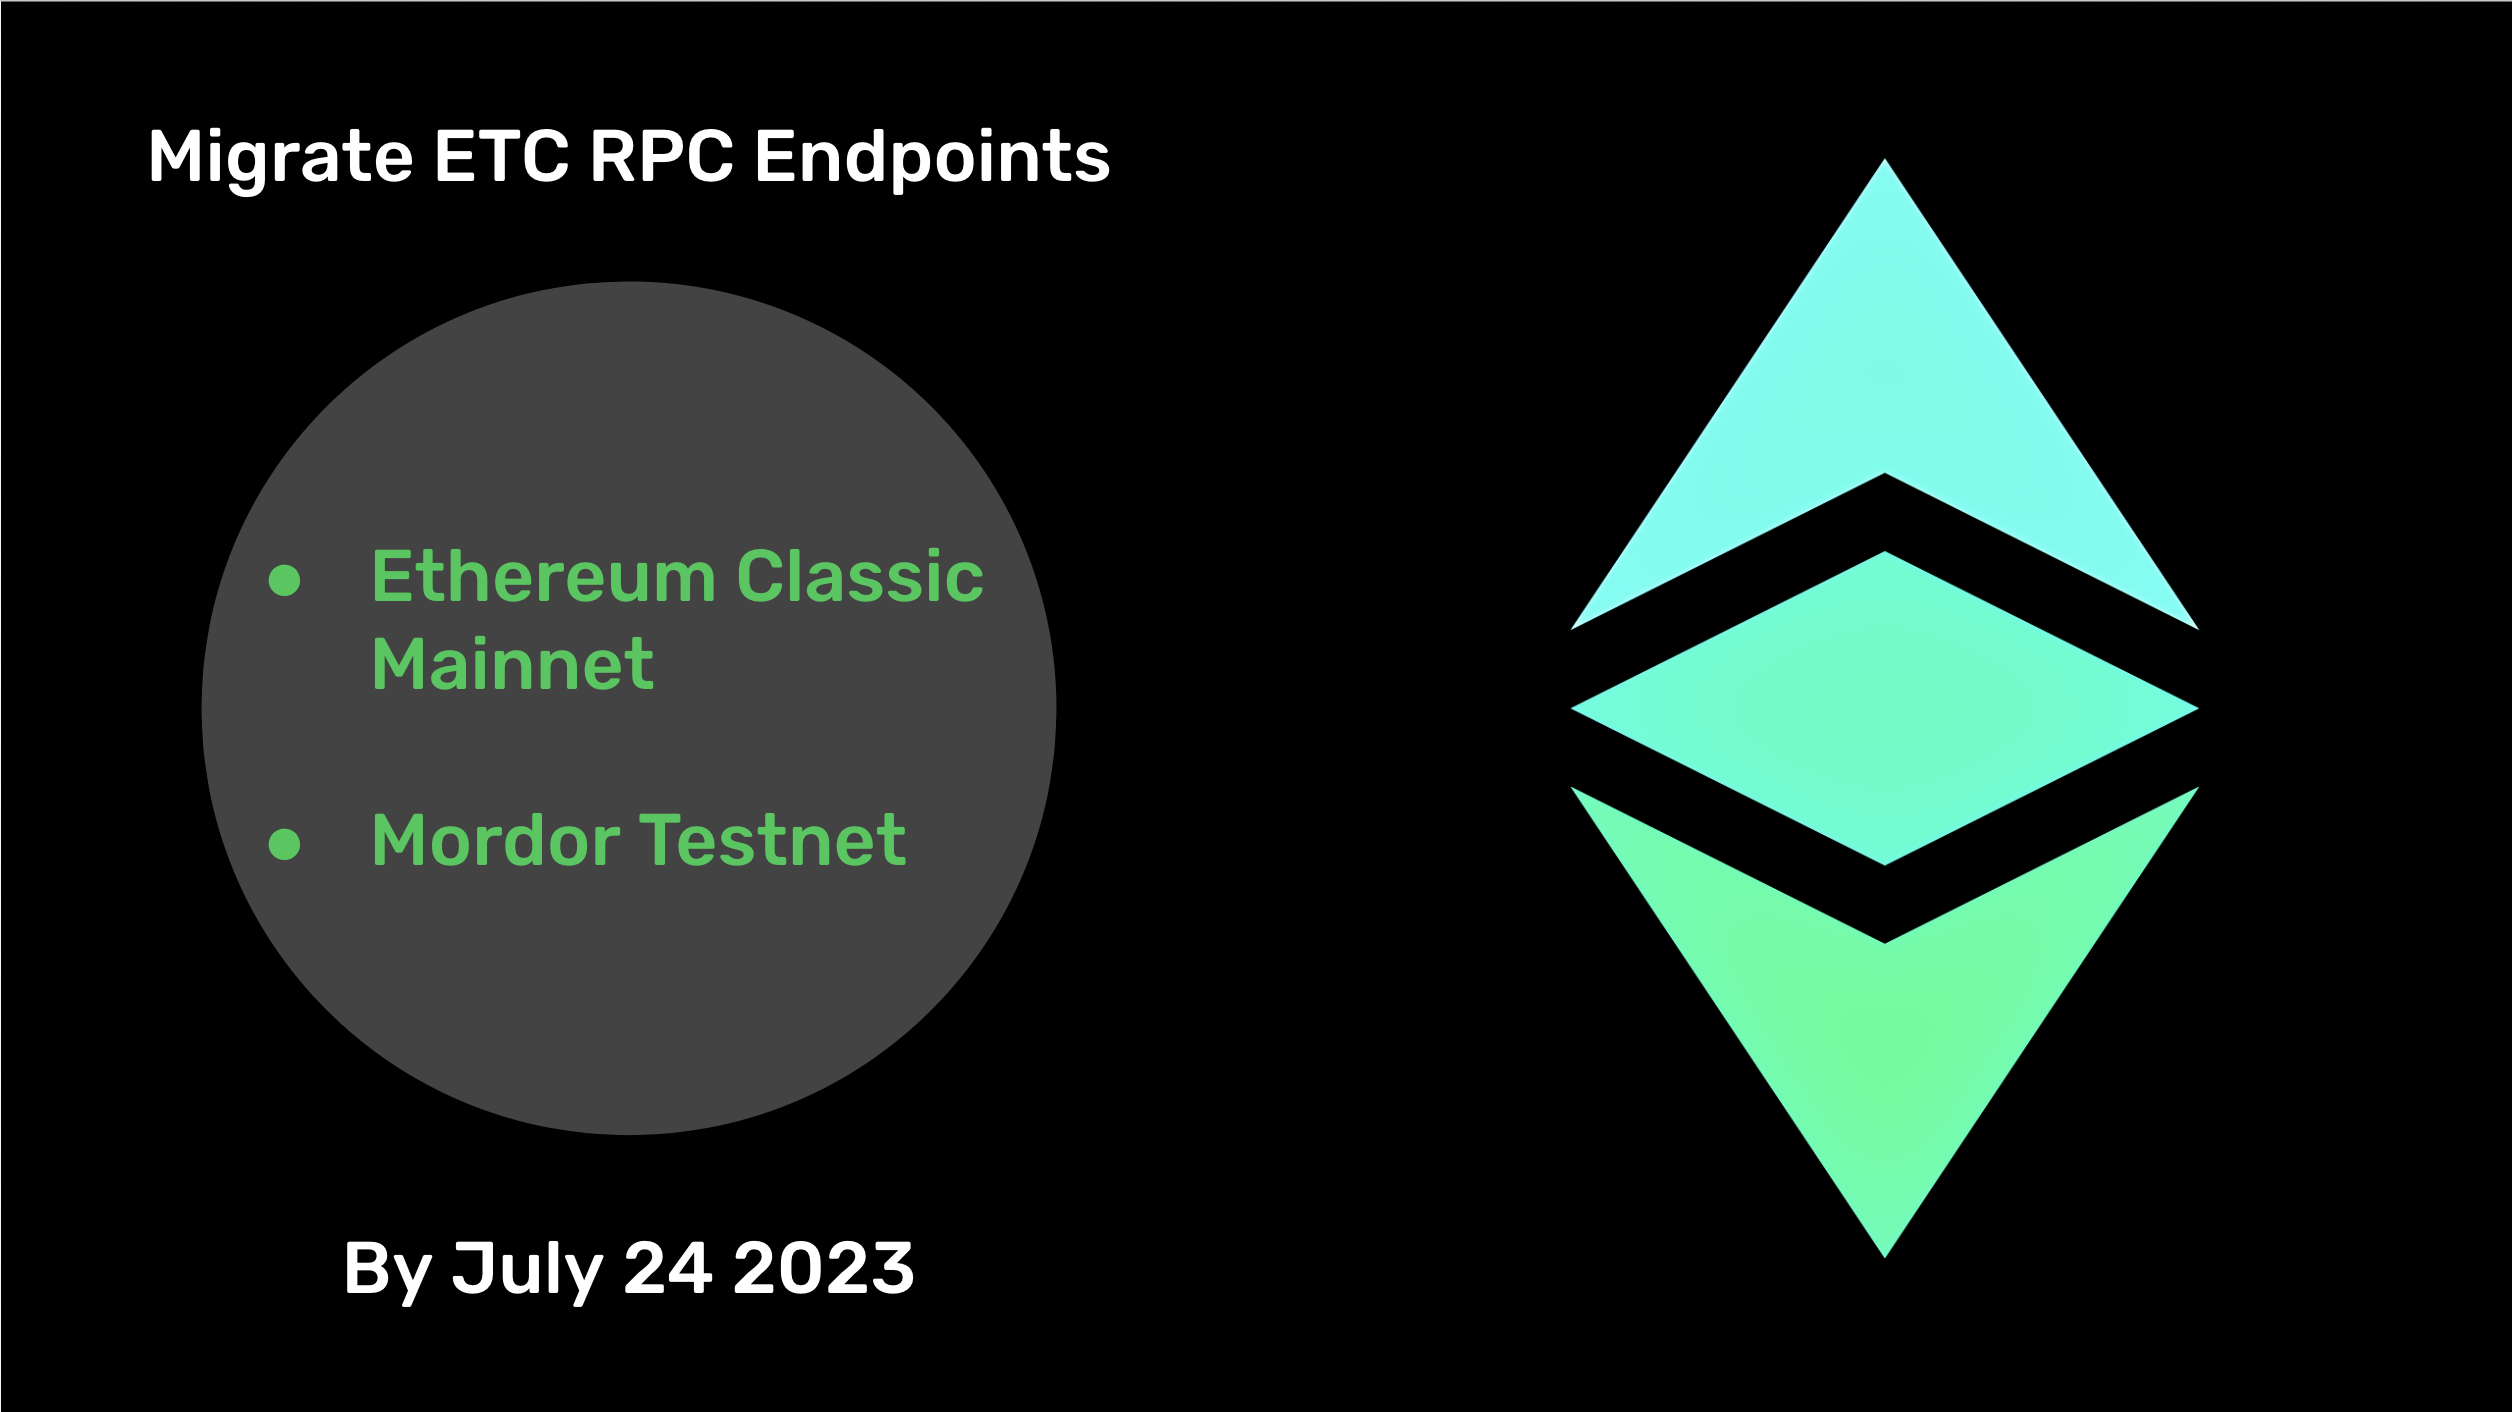 Migrate ETC RPC Endpoints
● Ethereum Classic
Mainnet
● Mordor Testnet
By July 24 2023